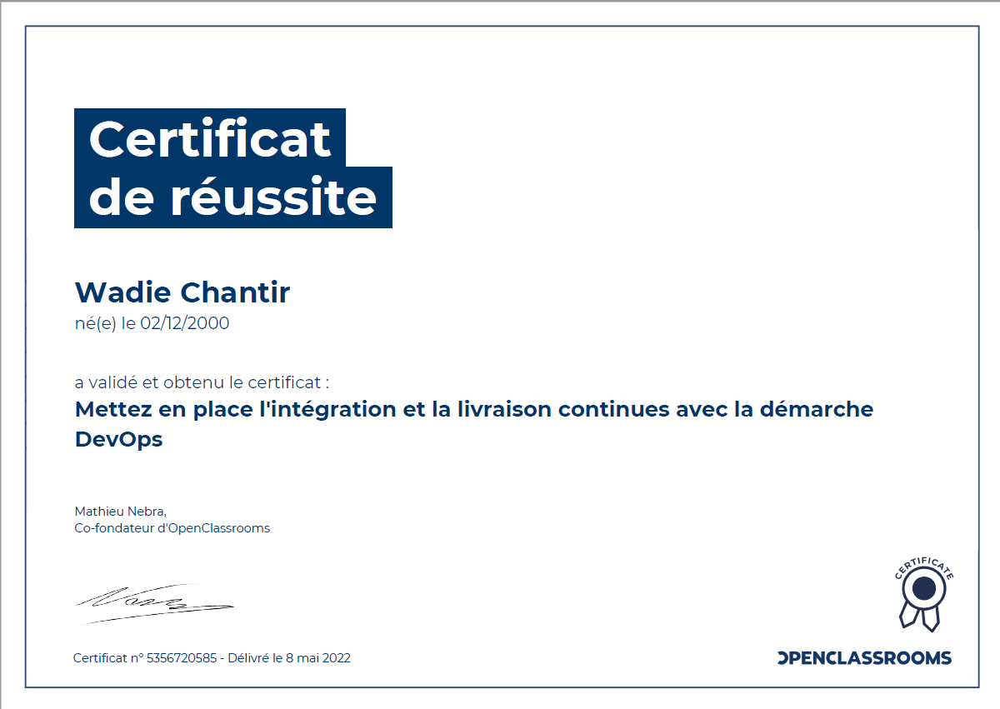 Certificat
de réussite
Wadie Chantir
né(e) le 02/12/2000
a validé et obtenu le certificat :
Mettez en place l'intégration et la livraison continues avec la démarche
DevOps
Mathieu Nebra,
Co-fondateur d'OpenClassrooms
CERTIFICATE
Certificat n° 5356720585 - Délivré le 8 mai 2022
OPENCLASSROOMS